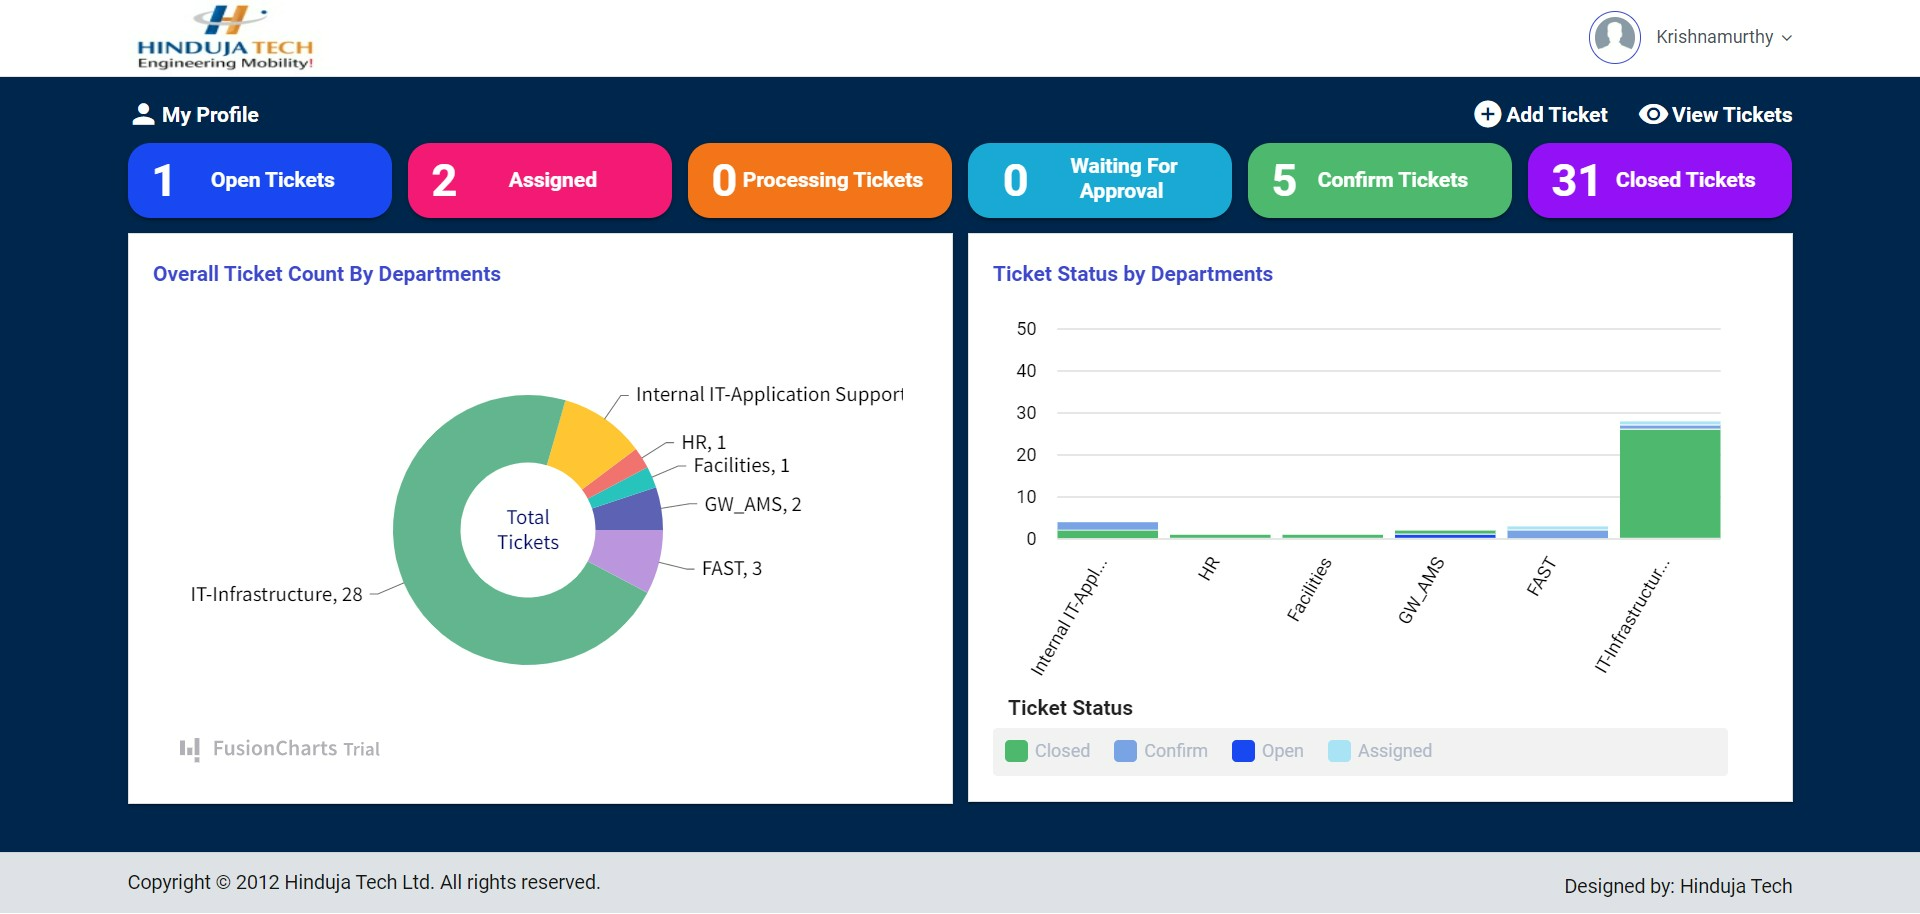 HINDUJA TECH
Engineering Mobility!
Krishnamurthy
My Profile
Add Ticket
View Tickets
1 Open Tickets
2 Assigned
0 Processing Tickets
0 Waiting For
Approval
5 Confirm Tickets
31 Closed Tickets
Overall Ticket Count By Departments
Internal IT-Application Support
HR, 1
Facilities, 1
GW_AMS, 2
FAST, 3
IT-Infrastructure, 28
Total
Tickets
FusionCharts Trial
Ticket Status by Departments
50
40
30
20
10
0
Internal IT-Appl...
HR
Facilities
GW_AMS
FAST
IT-Infrastructur...
Ticket Status
Closed
Confirm
Open
Assigned
Copyright © 2012 Hinduja Tech Ltd. All rights reserved.
Designed by: Hinduja Tech